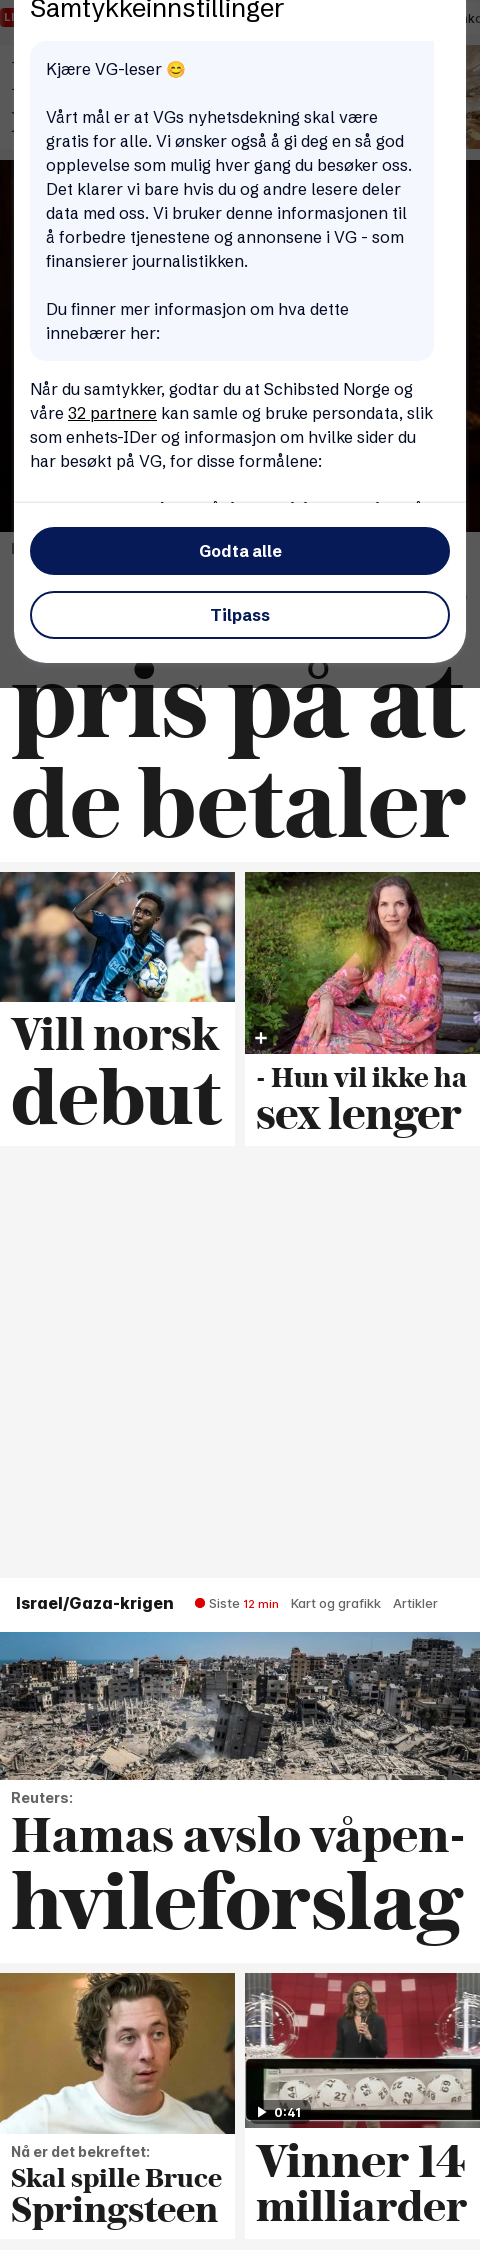 Samtykkeinnstillinger
Kjære VG-leser 😊
Vårt mål er at VGs nyhetsdekning skal være
gratis for alle. Vi ønsker også å gi deg en så god
opplevelse som mulig hver gang du besøker oss.
Det klarer vi bare hvis du og andre lesere deler
data med oss. Vi bruker denne informasjonen til
å forbedre tjenestene og annonsene i VG - som
finansierer journalistikken.
Du finner mer informasjon om hva dette
innebærer her:
Når du samtykker, godtar du at Schibsted Norge og
våre 32 partnere kan samle og bruke persondata, slik
som enhets-IDer og informasjon om hvilke sider du
har besøkt på VG, for disse formålene:
Godta alle
Tilpass
pris på at
de betaler
Vill norsk
debut
- Hun vil ikke ha
sex lenger
Israel/Gaza-krigen
Siste 12 min Kart og grafikk Artikler
Reuters:
Hamas avslo våpen-
hvileforslag
Nå er det bekreftet:
Skal spille Bruce
Springsteen
0:41
Vinner 14
milliarder